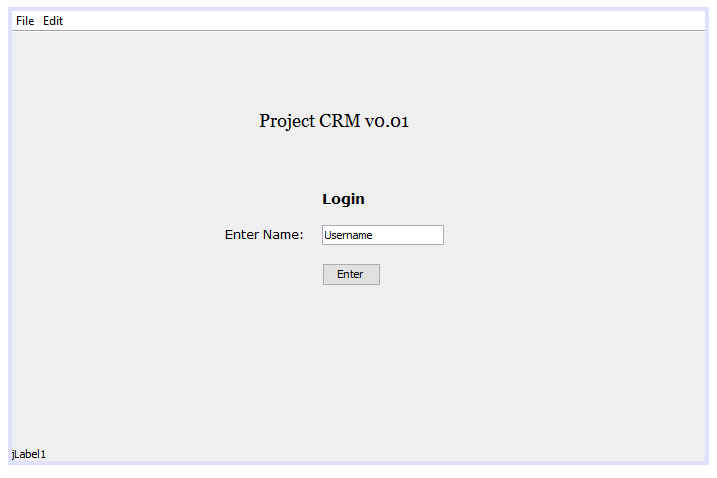 File Edit
Project CRM v0.01
Login
Enter Name: Username
Enter
jLabel1